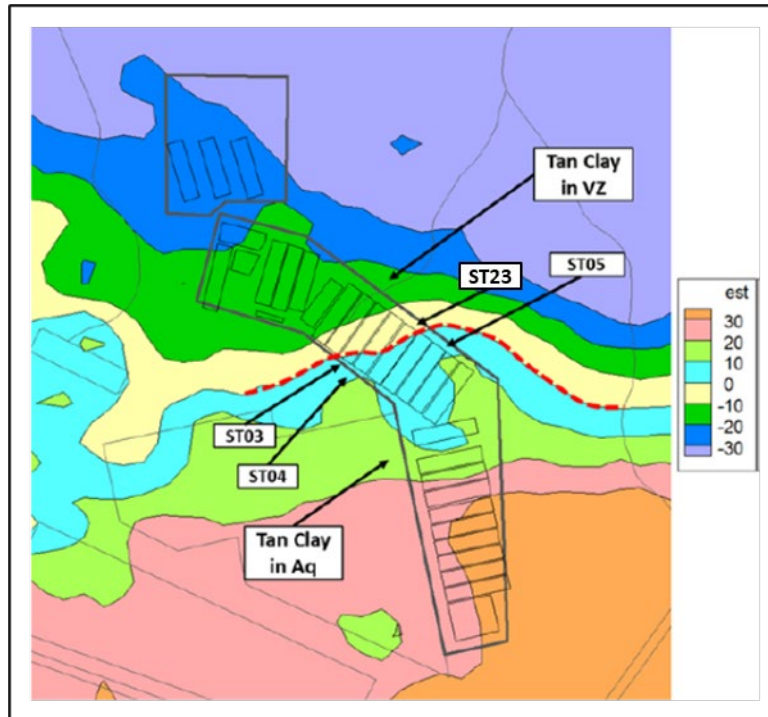 Tan Clay
in VZ
ST23
ST05
est
30
20
10
0
-10
-20
-30
ST03
ST04
Tan Clay
in Aq